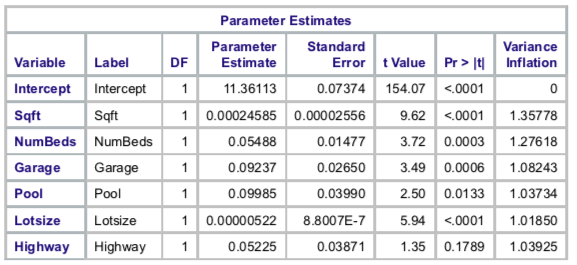 Parameter Estimates
Variable Label DF Parameter Estimate Standard Error t Value Pr > |t| Variance Inflation
Intercept Intercept 1 11.36113 0.07374 154.07 <.0001 0
Sqft Sqft 1 0.00024585 0.00002556 9.62 <.0001 1.35778
NumBeds NumBeds 1 0.05488 0.01477 3.72 0.0003 1.27618
Garage Garage 1 0.09237 0.02650 3.49 0.0006 1.08243
Pool Pool 1 0.09985 0.03990 2.50 0.0133 1.03734
Lotsize Lotsize 1 0.00000522 8.8007E-7 5.94 <.0001 1.01850
Highway Highway 1 0.05225 0.03871 1.35 0.1789 1.03925